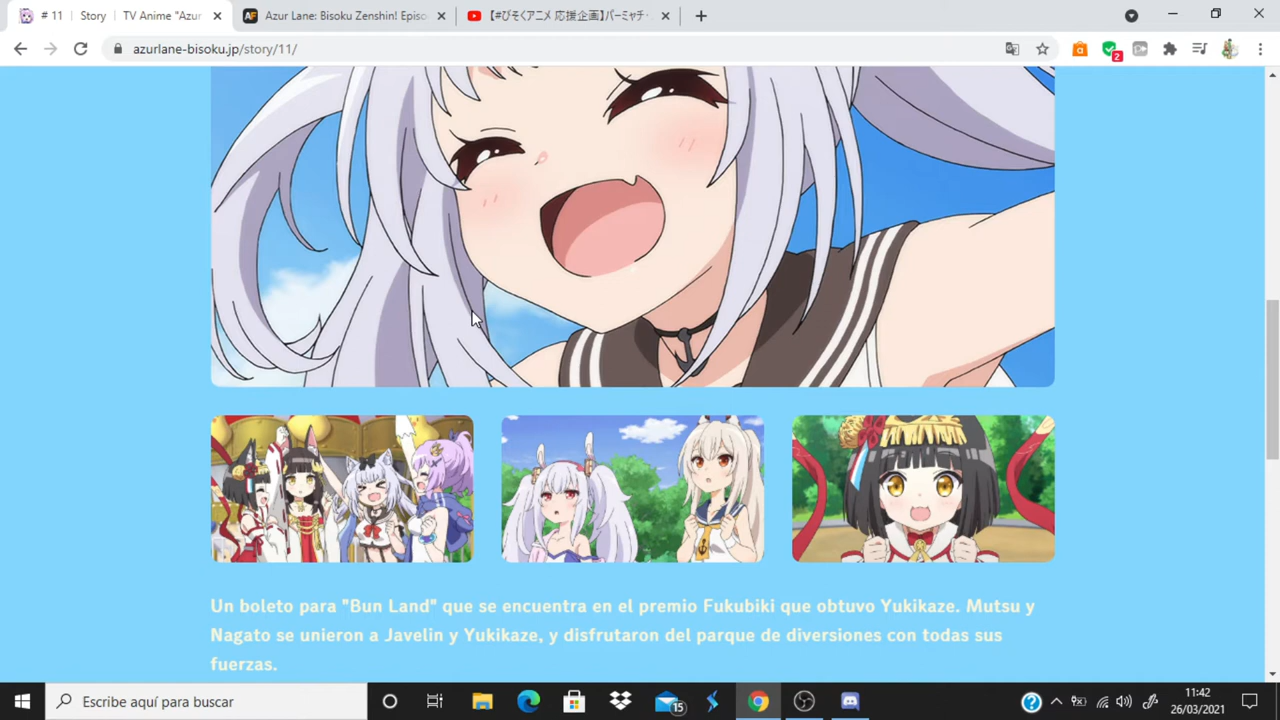 # 11 Story TV Anime "Azur
Azur Lane: Bisoku Zenshin! Episo
【#びそくアニメ 応援企画】パーミャチ・
azurlane-bisoku.jp/story/11/
2
Un boleto para "Bun Land" que se encuentra en el premio Fukubiki que obtuvo Yukikaze. Mutsu y
Nagato se unieron a Javelin y Yukikaze, y disfrutaron del parque de diversiones con todas sus
fuerzas.
Escribe aquí para buscar
15
11:42
26/03/2021